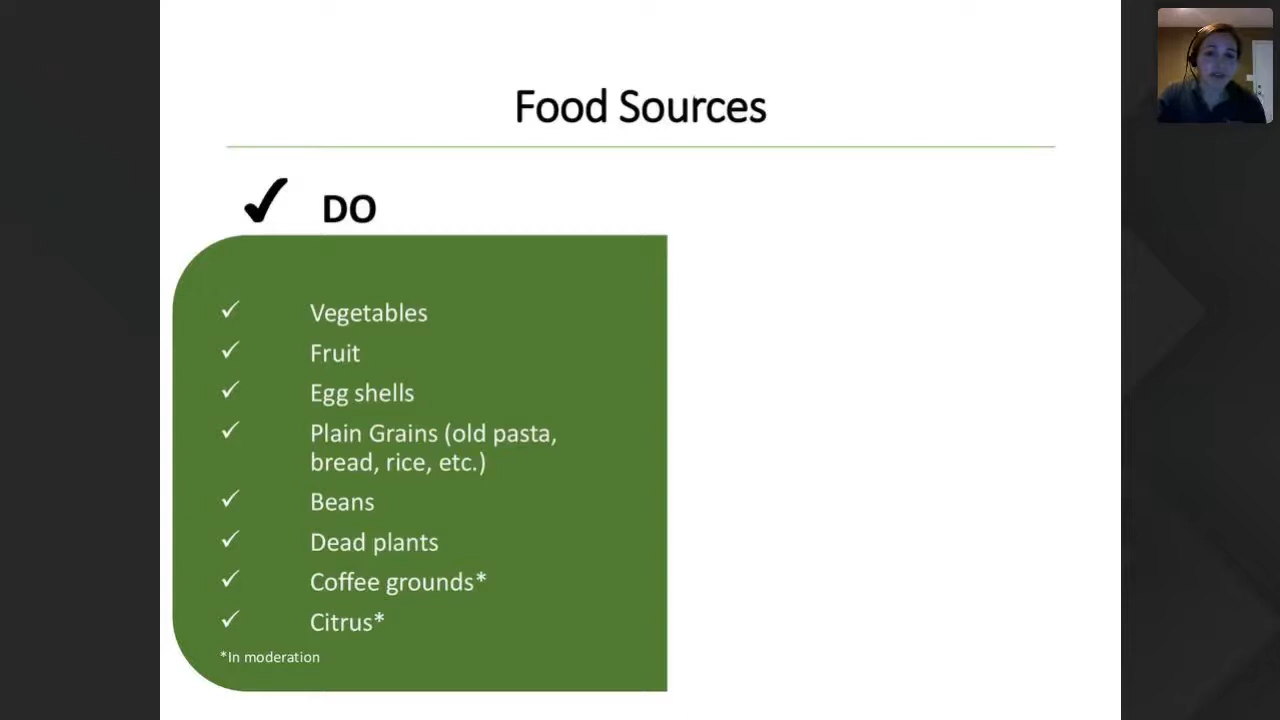 Food Sources
✔ DO
✓ Vegetables
✓ Fruit
✓ Egg shells
✓ Plain Grains (old pasta,
bread, rice, etc.)
✓ Beans
✓ Dead plants
✓ Coffee grounds*
✓ Citrus*
*In moderation